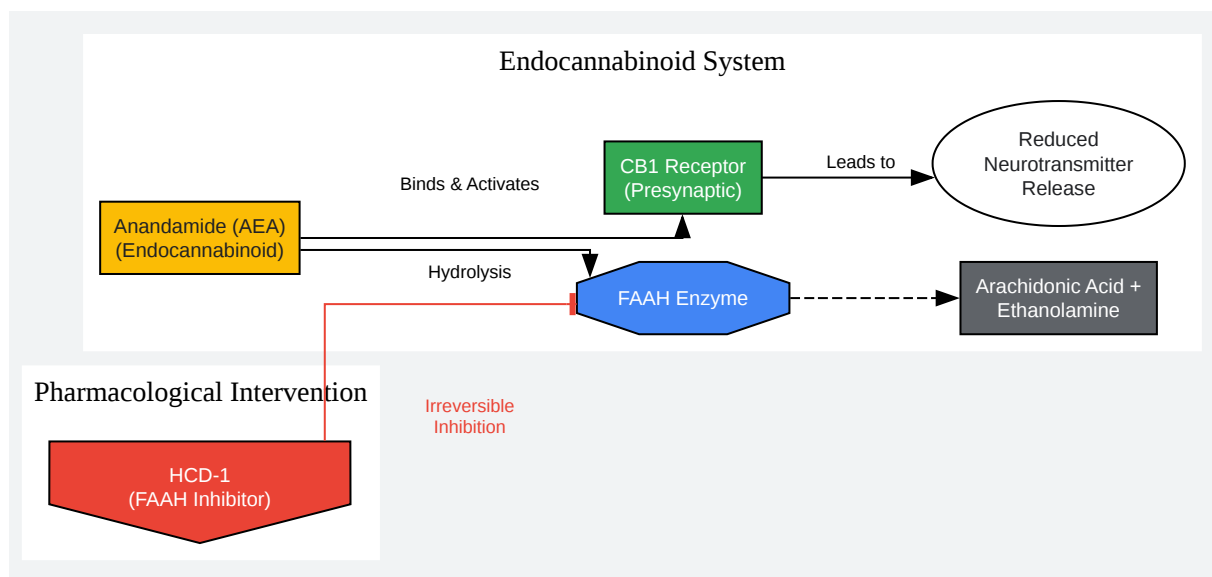 Endocannabinoid System
Reduced
Neurotransmitter
Release
CB1 Receptor
(Presynaptic)
Leads to
Binds & Activates
Anandamide (AEA)
(Endocannabinoid)
Hydrolysis
FAAH Enzyme
Arachidonic Acid +
Ethanolamine
Pharmacological Intervention
Irreversible
Inhibition
HCD-1
(FAAH Inhibitor)